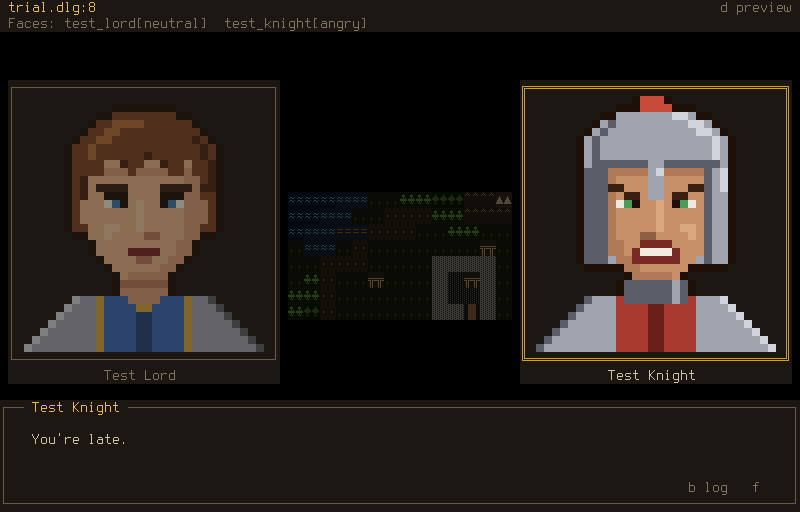 trial.dlg:8
d preview
Faces: test_lord[neutral]  test_knight[angry]
Test Lord
Test Knight
Test Knight
You're late.
b log   f